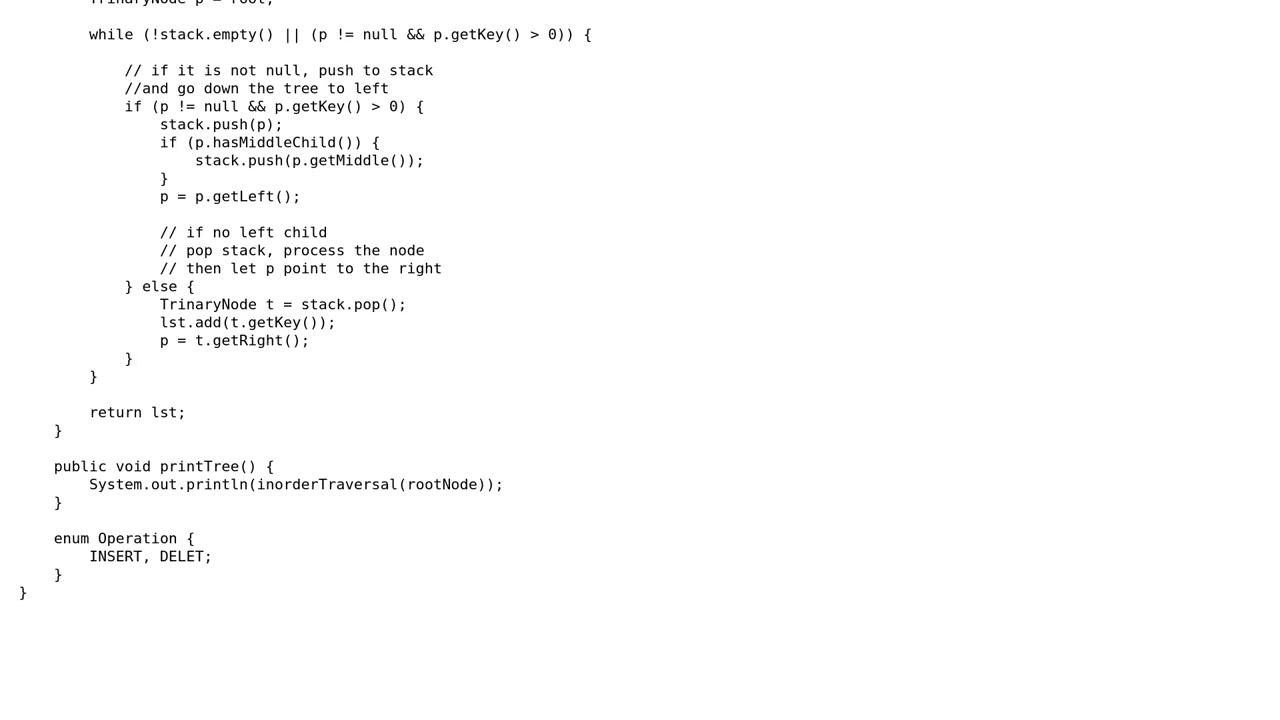 TrinaryNode p = root;
while (!stack.empty() || (p != null && p.getKey() > 0)) {
// if it is not null, push to stack
//and go down the tree to left
if (p != null && p.getKey() > 0) {
stack.push(p);
if (p.hasMiddleChild()) {
stack.push(p.getMiddle());
}
p = p.getLeft();
// if no left child
// pop stack, process the node
// then let p point to the right
} else {
TrinaryNode t = stack.pop();
lst.add(t.getKey());
p = t.getRight();
}
}
return lst;
}
public void printTree() {
System.out.println(inorderTraversal(rootNode));
}
enum Operation {
INSERT, DELET;
}
}